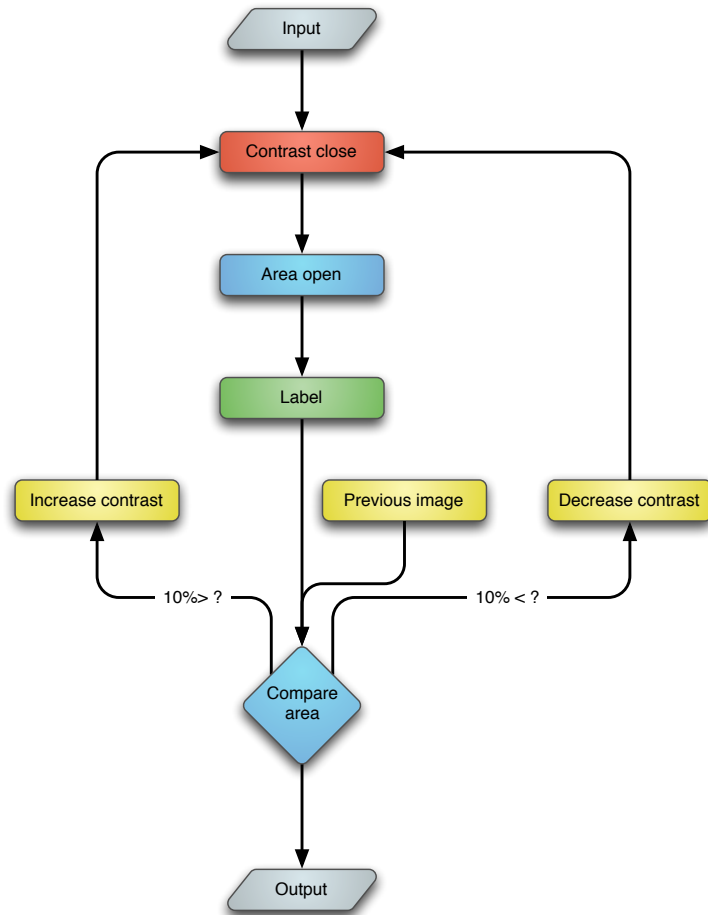 Input
Contrast close
Area open
Label
Increase contrast
Previous image
Decrease contrast
10%> ?
10% < ?
Compare
area
Output